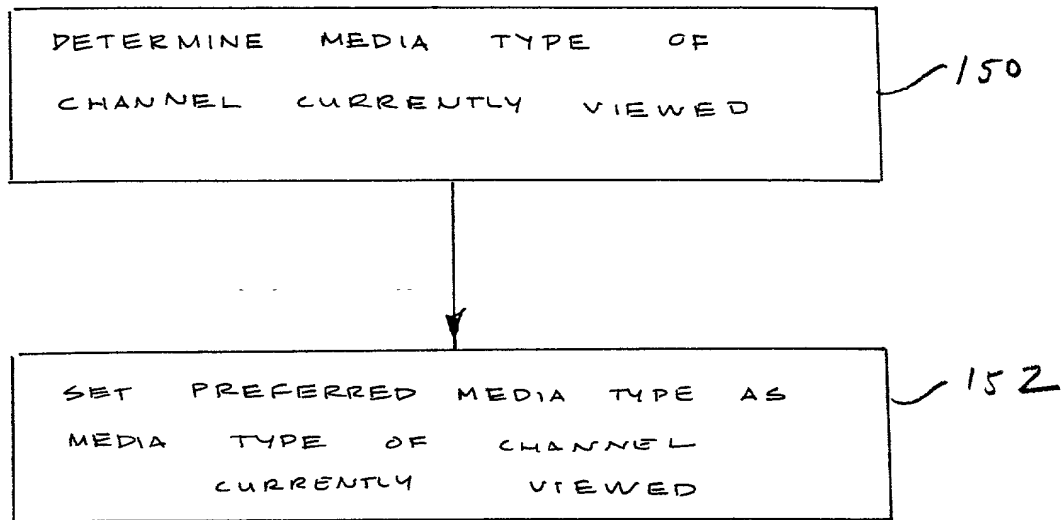 DETERMINE MEDIA TYPE OF
CHANNEL CURRENTLY VIEWED
150
SET PREFERRED MEDIA TYPE AS
MEDIA TYPE OF CHANNEL
CURRENTLY VIEWED
152